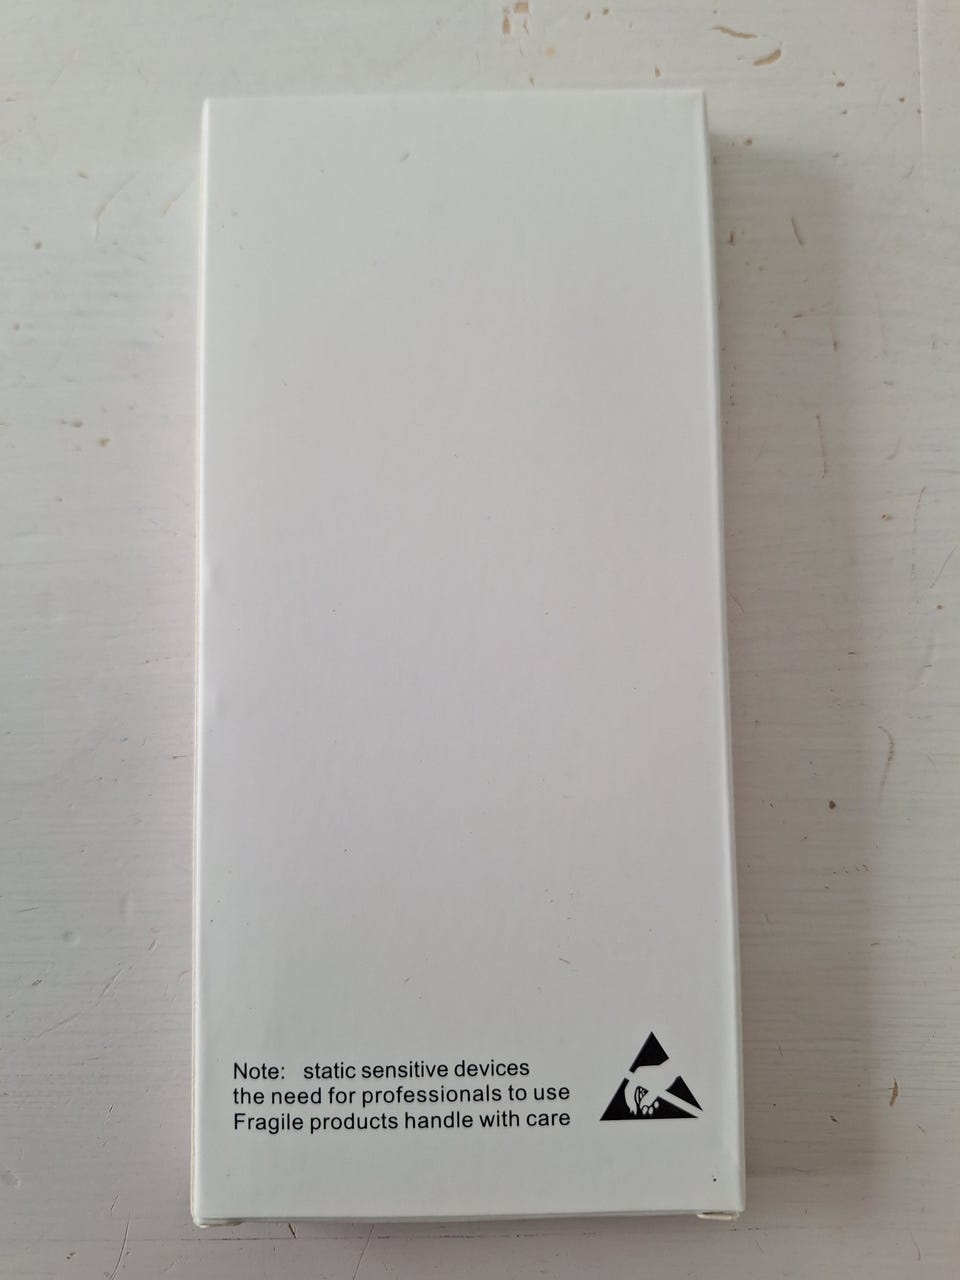 Note: static sensitive devices
the need for professionals to use
Fragile products handle with care